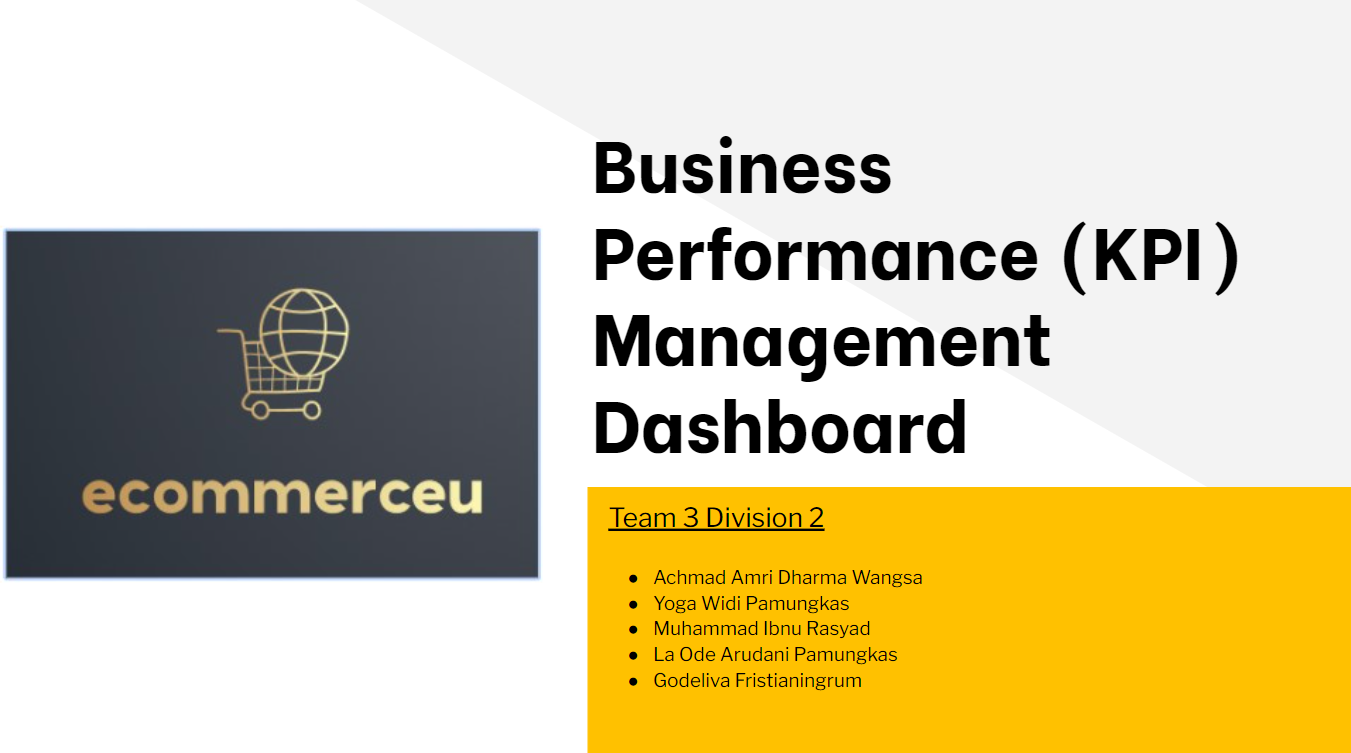 Business
Performance (KPI)
Management
Dashboard
ecommerceu
Team 3 Division 2
● Achmad Amri Dharma Wangsa
● Yoga Widi Pamungkas
● Muhammad Ibnu Rasyad
● La Ode Arudani Pamungkas
● Godeliva Fristianingrum